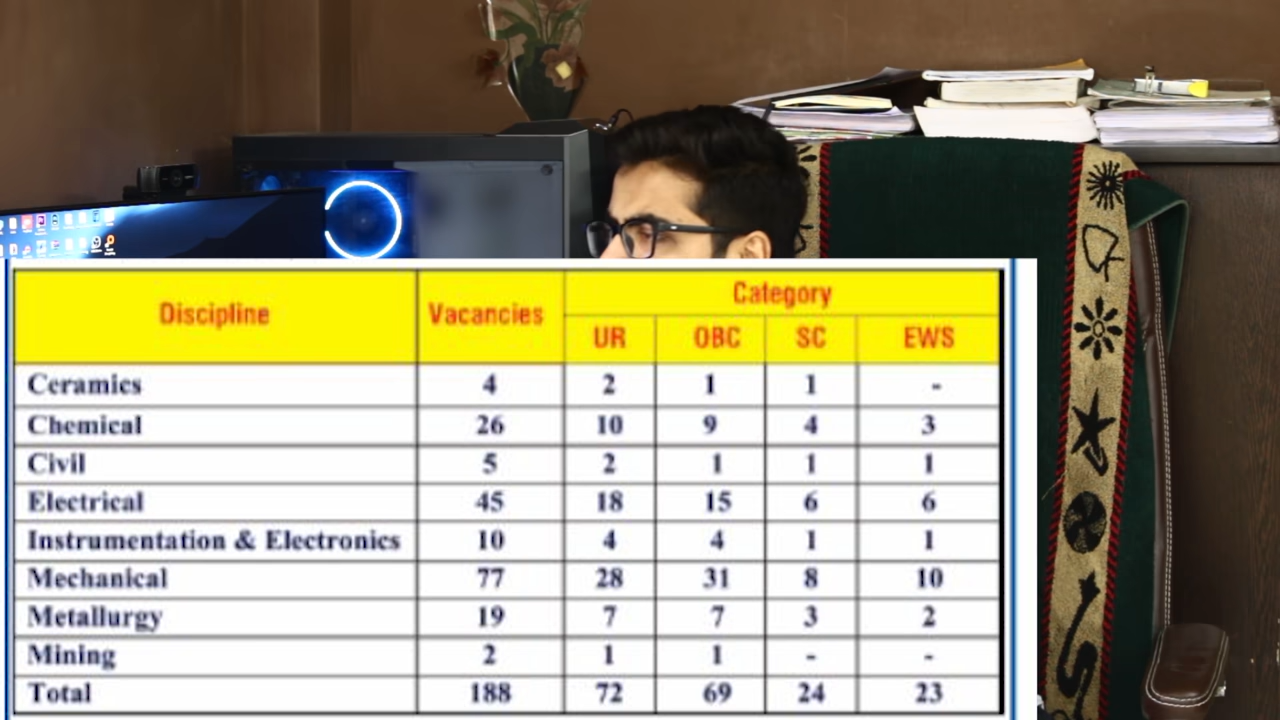 Discipline Vacancies Category
UR OBC SC EWS
Ceramics 4 2 1 1 -
Chemical 26 10 9 4 3
Civil 5 2 1 1 1
Electrical 45 18 15 6 6
Instrumentation & Electronics 10 4 4 1 1
Mechanical 77 28 31 8 10
Metallurgy 19 7 7 3 2
Mining 2 1 1 - -
Total 188 72 69 24 23